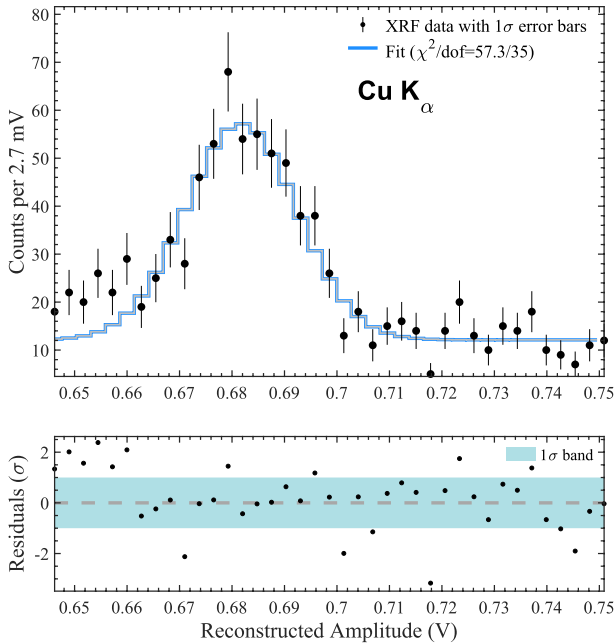 80
70
60
50
40
30
20
10
Counts per 2.7 mV
XRF data with 1σ error bars
Fit (χ²/dof=57.3/35)
Cu Kα
0.65 0.66 0.67 0.68 0.69 0.7 0.71 0.72 0.73 0.74 0.75
2
0
-2
Residuals (σ)
1σ band
0.65 0.66 0.67 0.68 0.69 0.7 0.71 0.72 0.73 0.74 0.75
Reconstructed Amplitude (V)